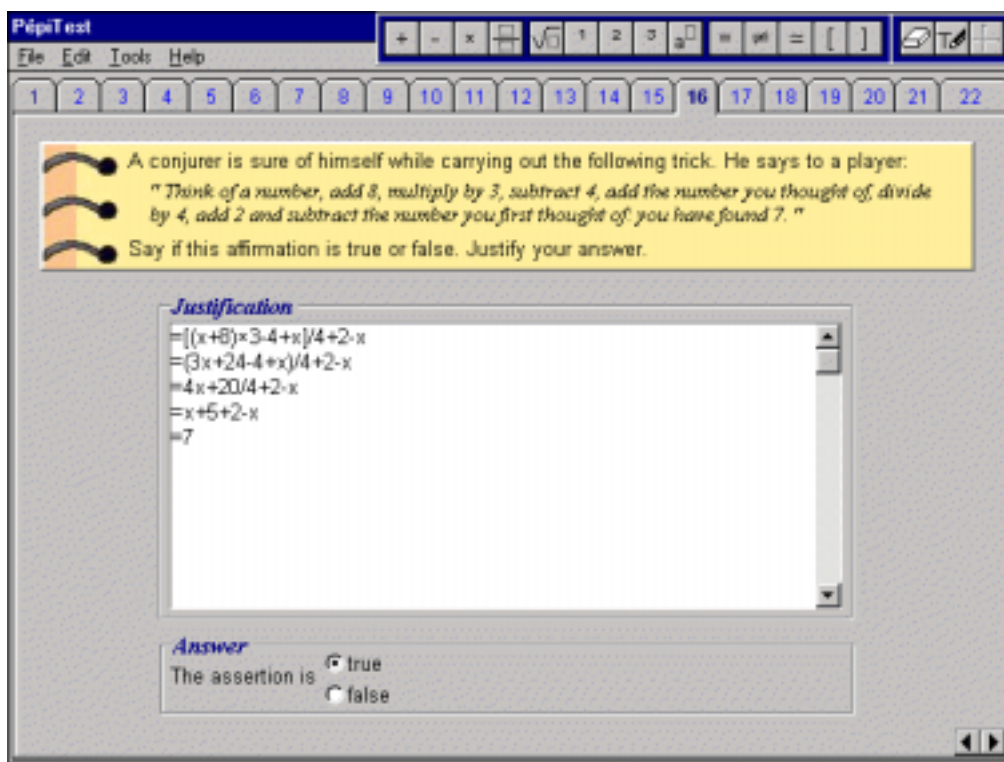 PépiTest
+ - × √ 1 2 3 a = ≠ ≃ [ ]
File Edit Tools Help
1 2 3 4 5 6 7 8 9 10 11 12 13 14 15 16 17 18 19 20 21 22
A conjurer is sure of himself while carrying out the following trick. He says to a player:
" Think of a number, add 8, multiply by 3, subtract 4, add the number you thought of, divide
by 4, add 2 and subtract the number you first thought of: you have found 7. "
Say if this affirmation is true or false. Justify your answer.
Justification
=[(x+8)×3-4+x]/4+2-x
=(3x+24-4+x)/4+2-x
=4x+20/4+2-x
=x+5+2-x
=7
Answer
The assertion is
true
false